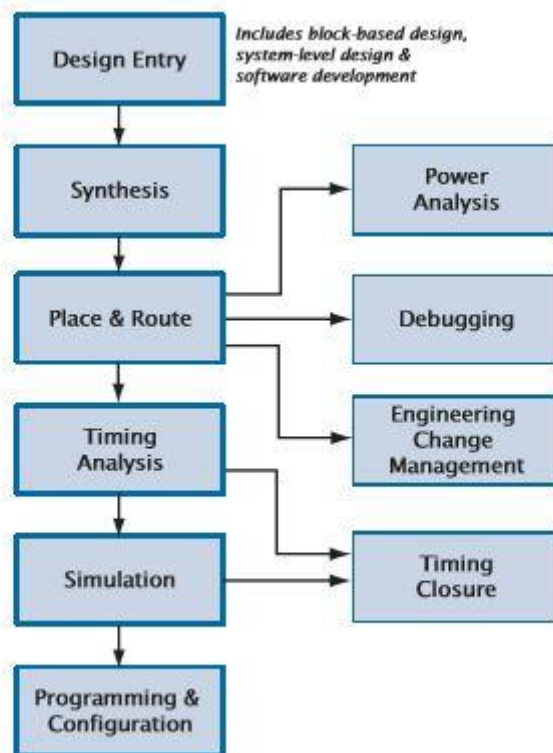 Design Entry
Includes block-based design,
system-level design &
software development
Synthesis
Power
Analysis
Place & Route
Debugging
Timing
Analysis
Engineering
Change
Management
Simulation
Timing
Closure
Programming &
Configuration